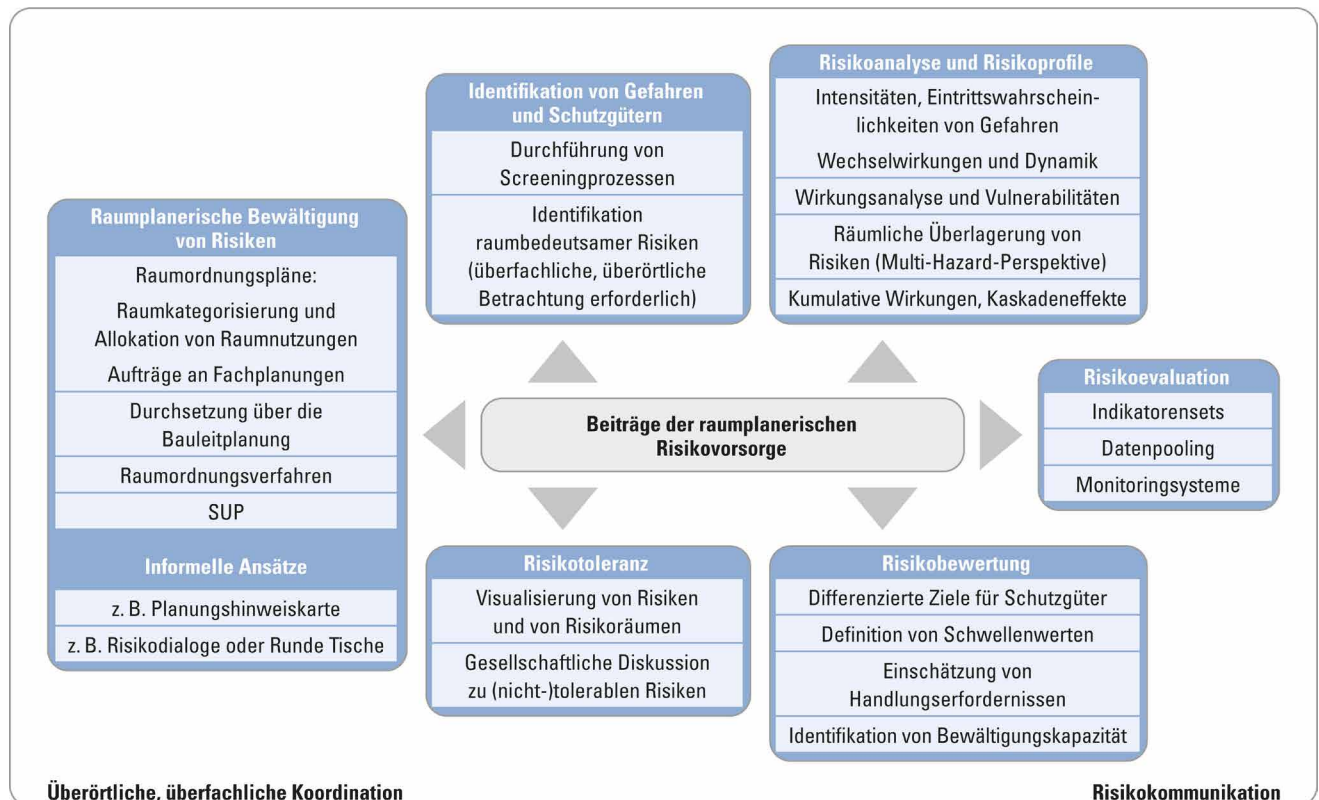 Raumplanerische Bewältigung
von Risiken
Raumordnungspläne:
Raumkategorisierung und
Allokation von Raumnutzungen
Aufträge an Fachplanungen
Durchsetzung über die
Bauleitplanung
Raumordnungsverfahren
SUP
Informelle Ansätze
z. B. Planungshinweiskarte
z. B. Risikodialoge oder Runde Tische
Identifikation von Gefahren
und Schutzgütern
Durchführung von
Screeningprozessen
Identifikation
raumbedeutsamer Risiken
(überfachliche, überörtliche
Betrachtung erforderlich)
Risikoanalyse und Risikoprofile
Intensitäten, Eintrittswahrschein-
lichkeiten von Gefahren
Wechselwirkungen und Dynamik
Wirkungsanalyse und Vulnerabilitäten
Räumliche Überlagerung von
Risiken (Multi-Hazard-Perspektive)
Kumulative Wirkungen, Kaskadeneffekte
Beiträge der raumplanerischen
Risikovorsorge
Risikoevaluation
Indikatorensets
Datenpooling
Monitoringsysteme
Risikotoleranz
Visualisierung von Risiken
und von Risikoräumen
Gesellschaftliche Diskussion
zu (nicht-)tolerablen Risiken
Risikobewertung
Differenzierte Ziele für Schutzgüter
Definition von Schwellenwerten
Einschätzung von
Handlungserfordernissen
Identifikation von Bewältigungskapazität
Überörtliche, überfachliche Koordination
Risikokommunikation